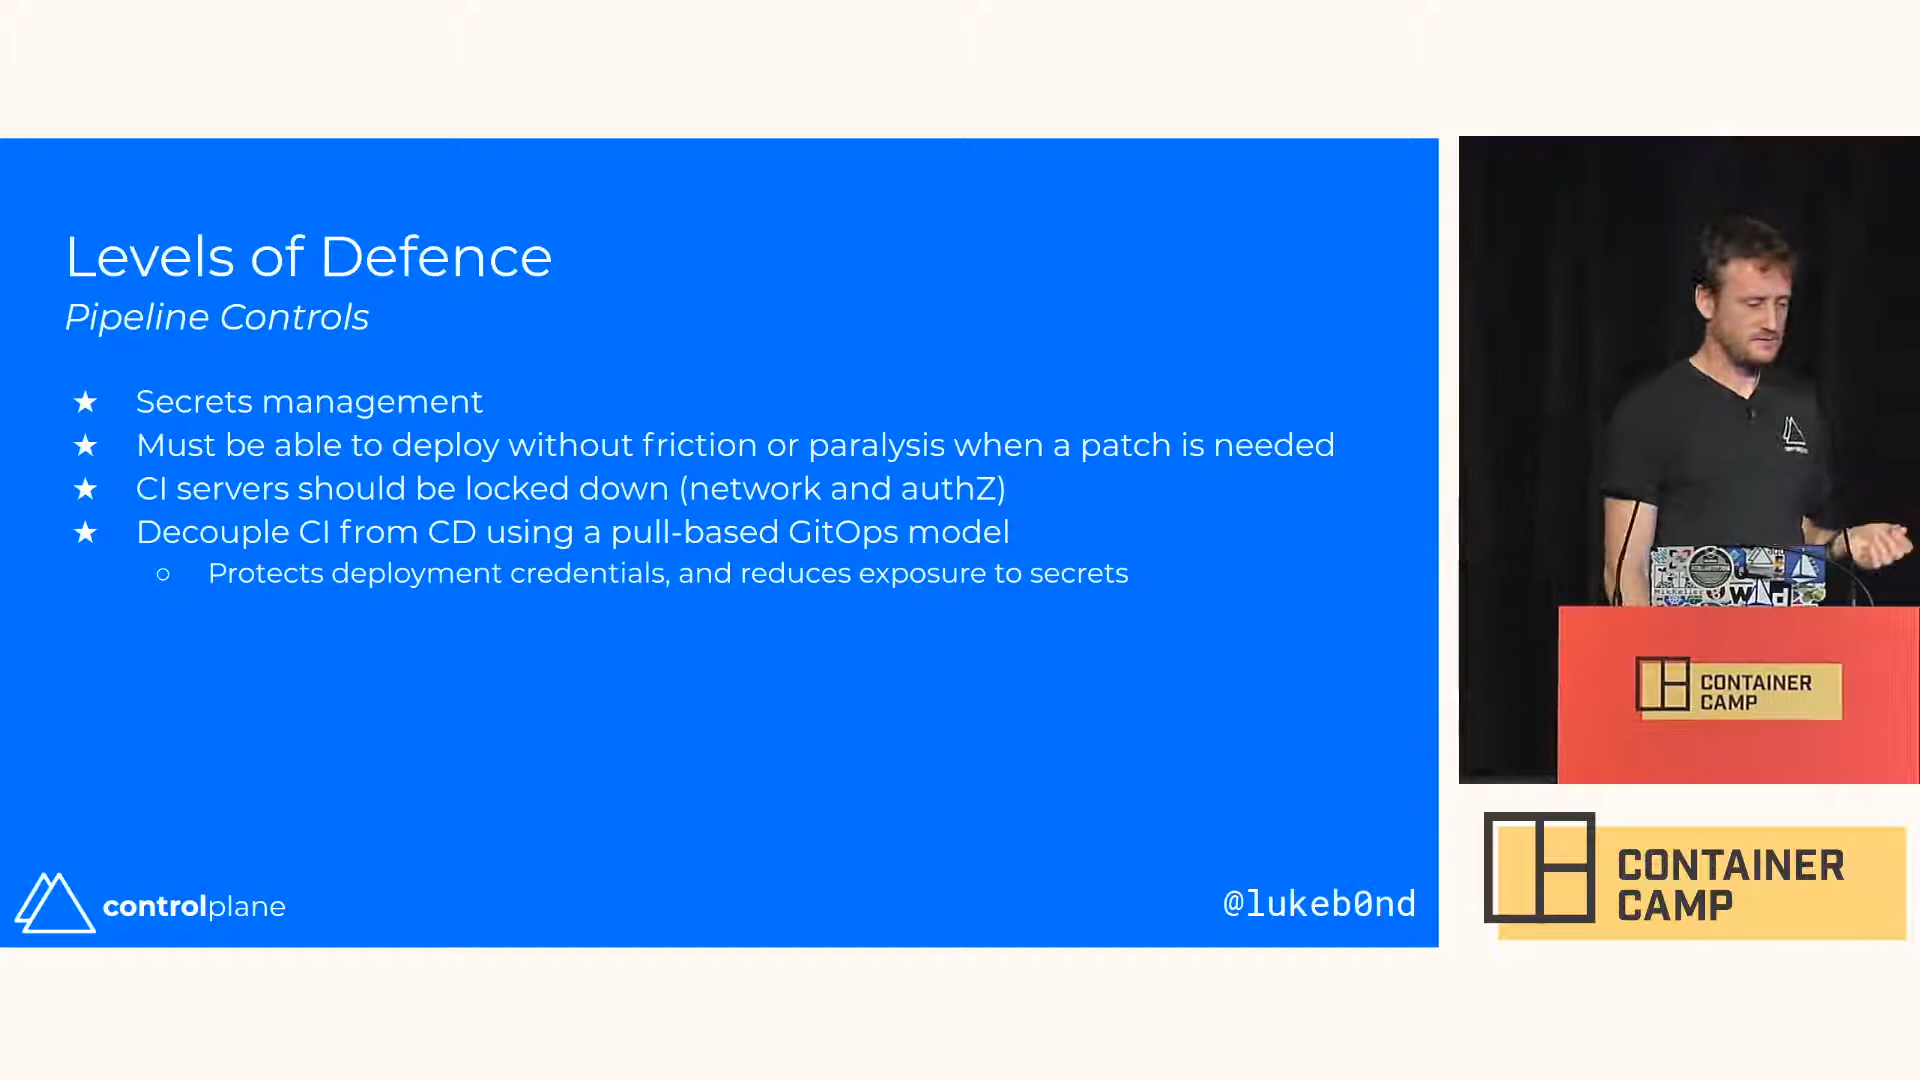 Levels of Defence
Pipeline Controls
★ Secrets management
★ Must be able to deploy without friction or paralysis when a patch is needed
★ CI servers should be locked down (network and authZ)
★ Decouple CI from CD using a pull-based GitOps model
○ Protects deployment credentials, and reduces exposure to secrets
controlplane
@lukeb0nd
CONTAINER
CAMP
CONTAINER
CAMP